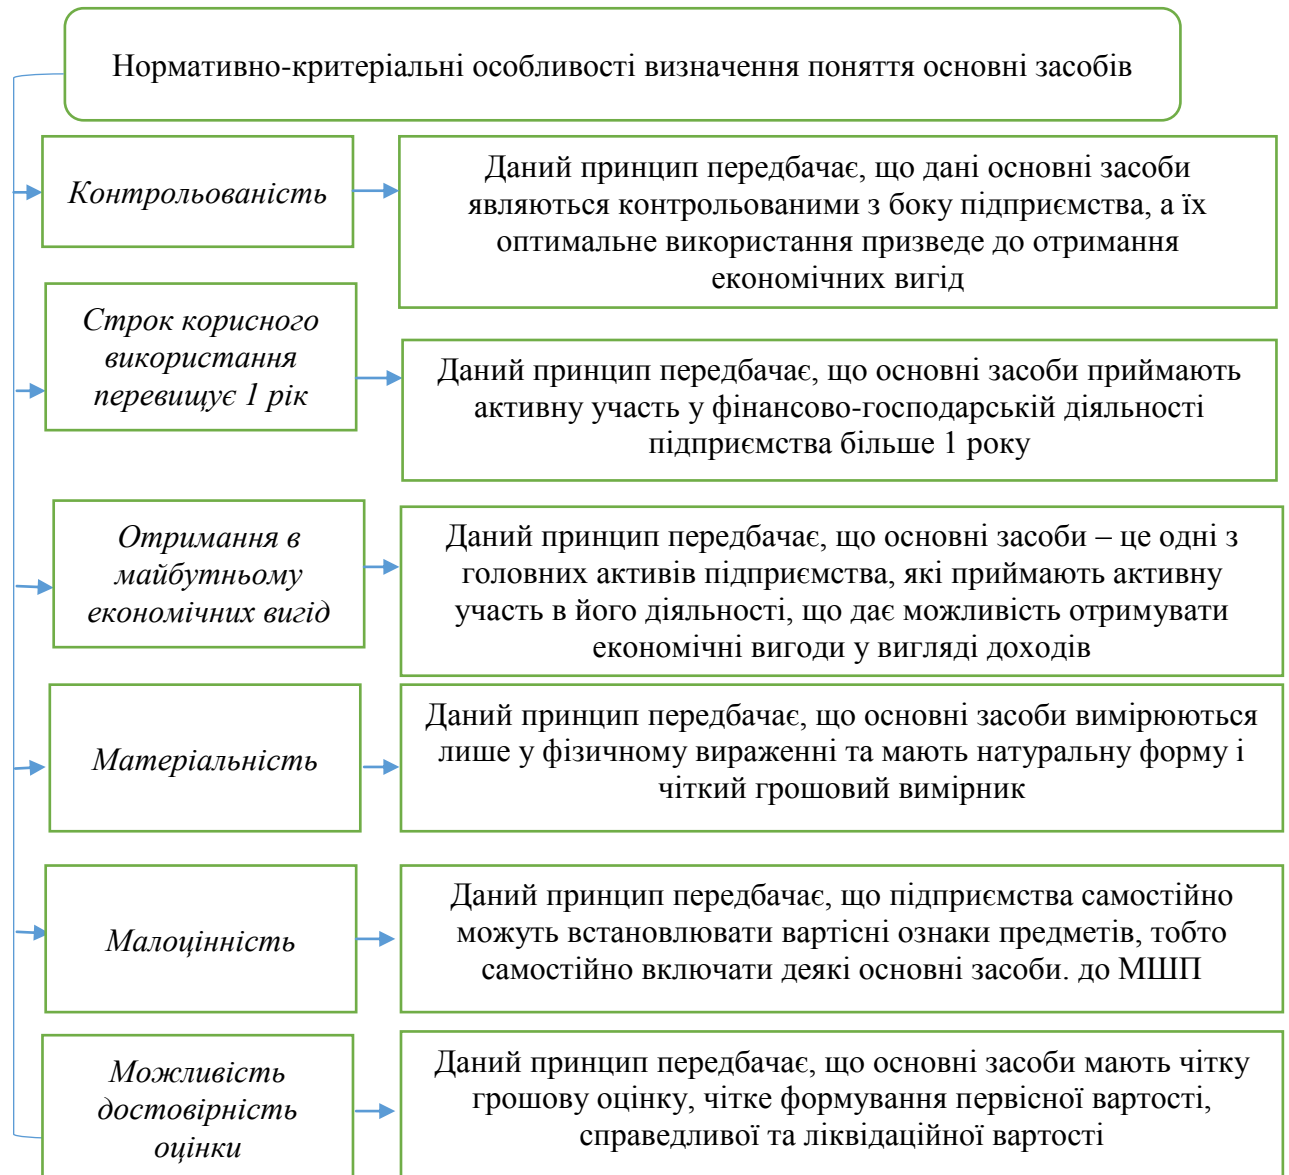 Нормативно-критеріальні особливості визначення поняття основні засобів
Контрольованість
Даний принцип передбачає, що дані основні засоби
являються контрольованими з боку підприємства, а їх
оптимальне використання призведе до отримання
економічних вигід
Строк корисного
використання
перевищує 1 рік
Даний принцип передбачає, що основні засоби приймають
активну участь у фінансово-господарській діяльності
підприємства більше 1 року
Отримання в
майбутньому
економічних вигід
Даний принцип передбачає, що основні засоби – це одні з
головних активів підприємства, які приймають активну
участь в його діяльності, що дає можливість отримувати
економічні вигоди у вигляді доходів
Матеріальність
Даний принцип передбачає, що основні засоби вимірюються
лише у фізичному вираженні та мають натуральну форму і
чіткий грошовий вимірник
Малоцінність
Даний принцип передбачає, що підприємства самостійно
можуть встановлювати вартісні ознаки предметів, тобто
самостійно включати деякі основні засоби. до МШП
Можливість
достовірність
оцінки
Даний принцип передбачає, що основні засоби мають чітку
грошову оцінку, чітке формування первісної вартості,
справедливої та ліквідаційної вартості